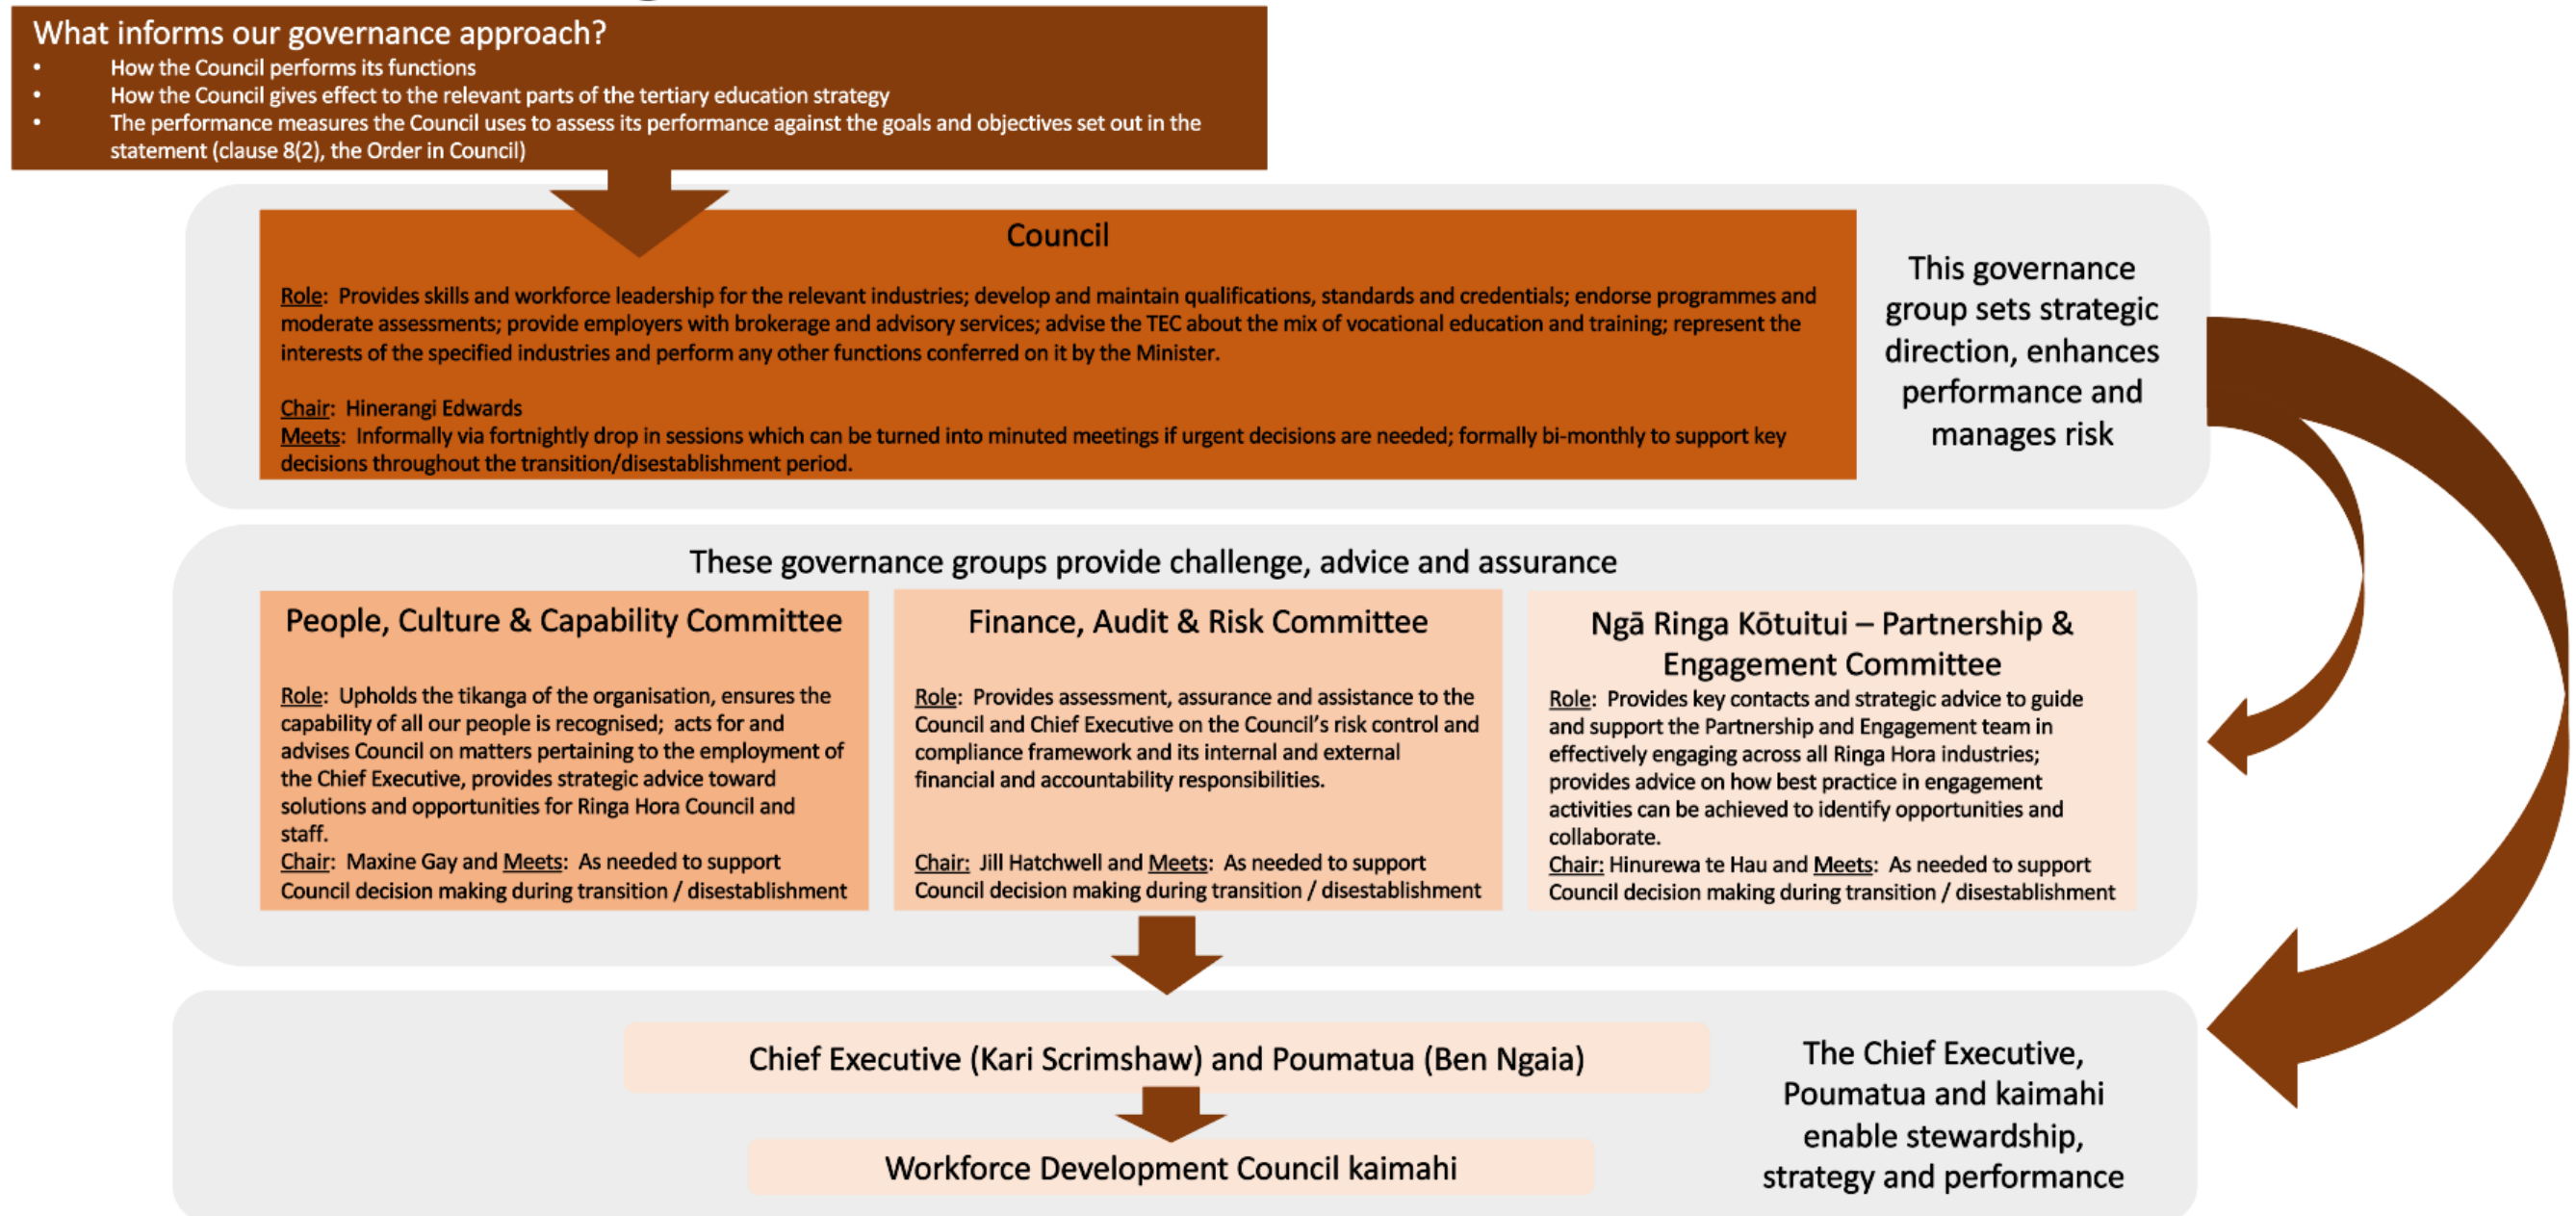 What informs our governance approach?
• How the Council performs its functions
• How the Council gives effect to the relevant parts of the tertiary education strategy
• The performance measures the Council uses to assess its performance against the goals and objectives set out in the
statement (clause 8(2), the Order in Council)
Council
Role: Provides skills and workforce leadership for the relevant industries; develop and maintain qualifications, standards and credentials; endorse programmes and
moderate assessments; provide employers with brokerage and advisory services; advise the TEC about the mix of vocational education and training; represent the
interests of the specified industries and perform any other functions conferred on it by the Minister.
Chair: Hinerangi Edwards
Meets: Informally via fortnightly drop in sessions which can be turned into minuted meetings if urgent decisions are needed; formally bi-monthly to support key
decisions throughout the transition/disestablishment period.
This governance
group sets strategic
direction, enhances
performance and
manages risk
These governance groups provide challenge, advice and assurance
People, Culture & Capability Committee
Role: Upholds the tikanga of the organisation, ensures the
capability of all our people is recognised; acts for and
advises Council on matters pertaining to the employment of
the Chief Executive, provides strategic advice toward
solutions and opportunities for Ringa Hora Council and
staff.
Chair: Maxine Gay and Meets: As needed to support
Council decision making during transition / disestablishment
Finance, Audit & Risk Committee
Role: Provides assessment, assurance and assistance to the
Council and Chief Executive on the Council's risk control and
compliance framework and its internal and external
financial and accountability responsibilities.
Chair: Jill Hatchwell and Meets: As needed to support
Council decision making during transition / disestablishment
Ngā Ringa Kōtuitui – Partnership &
Engagement Committee
Role: Provides key contacts and strategic advice to guide
and support the Partnership and Engagement team in
effectively engaging across all Ringa Hora industries;
provides advice on how best practice in engagement
activities can be achieved to identify opportunities and
collaborate.
Chair: Hinurewa te Hau and Meets: As needed to support
Council decision making during transition / disestablishment
Chief Executive (Kari Scrimshaw) and Poumatua (Ben Ngaia)
Workforce Development Council kaimahi
The Chief Executive,
Poumatua and kaimahi
enable stewardship,
strategy and performance